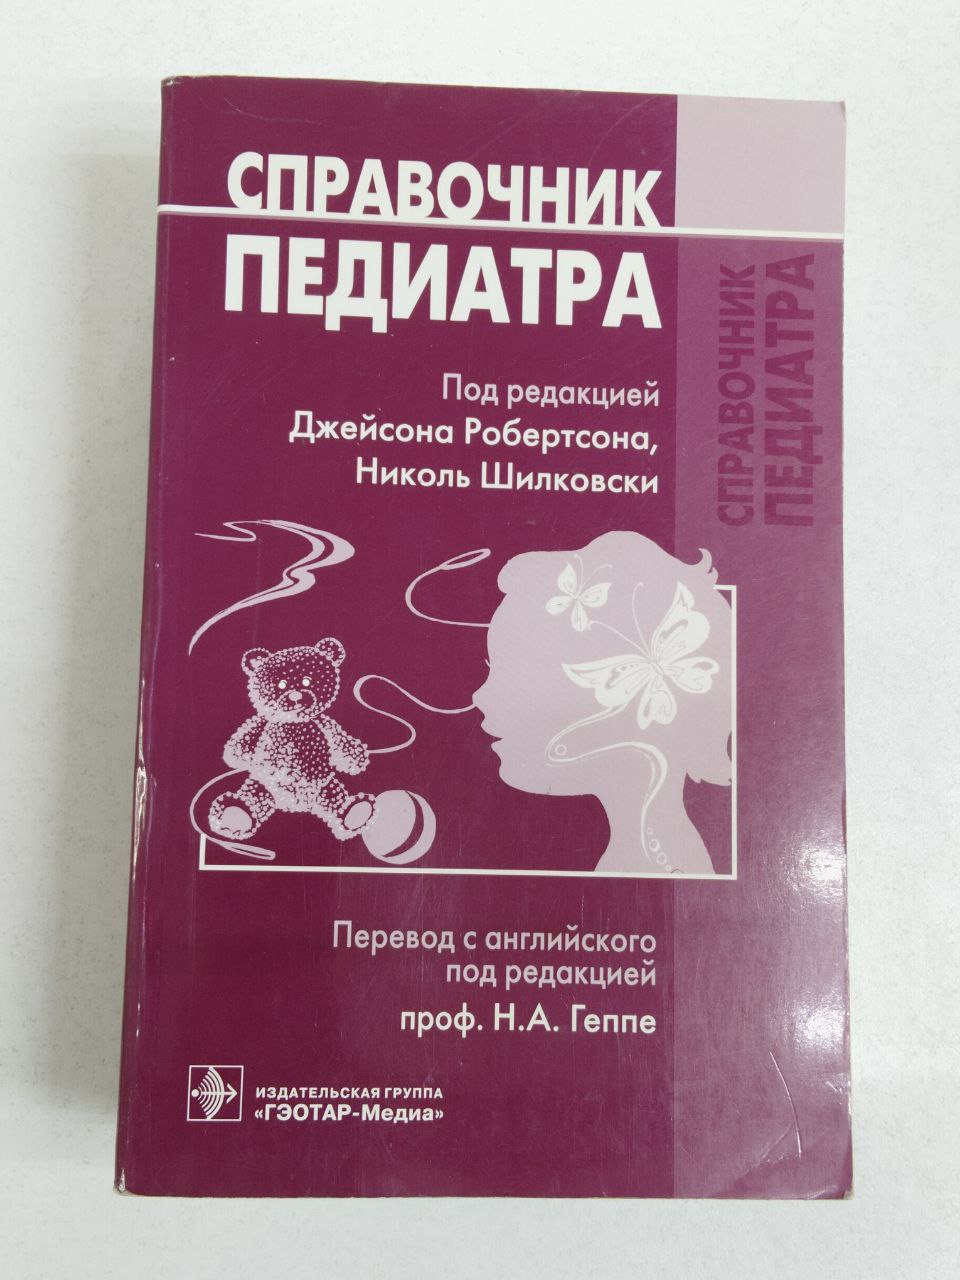 СПРАВОЧНИК
ПЕДИАТРА
СПРАВОЧНИК
ПЕДИАТРА
Под редакцией
Джейсона Робертсона,
Николь Шилковски
Перевод с английского
под редакцией
проф. Н.А. Геппе
ИЗДАТЕЛЬСКАЯ ГРУППА
«ГЭОТАР-Медиа»